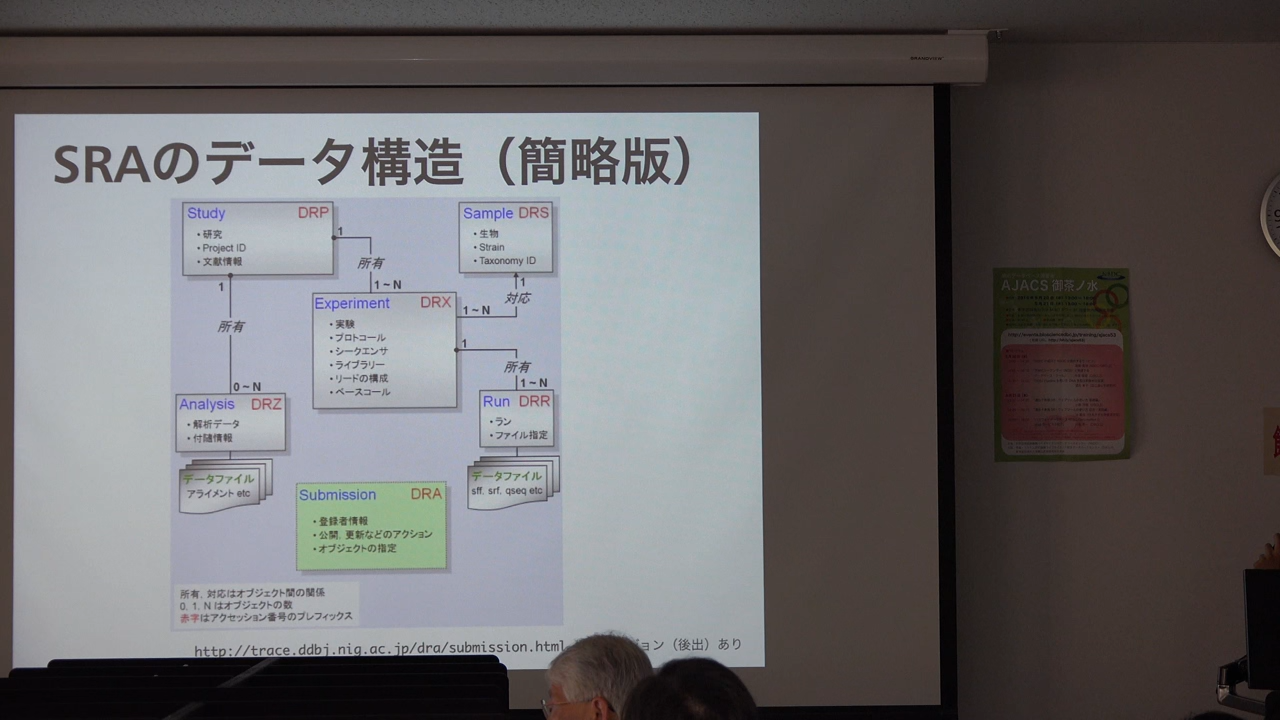 GRANDVIEW
SRAのデータ構造（簡略版）
Study DRP
• 研究
• Project ID
• 文献情報
Sample DRS
• 生物
• Strain
• Taxonomy ID
1
所有
1～N
1
対応
1～N
Experiment DRX
• 実験
• プロトコール
• シークエンサ
• ライブラリー
• リードの構成
• ベースコール
1
所有
0～N
1
所有
1～N
Analysis DRZ
• 解析データ
• 付随情報
データファイル
アライメント etc
Run DRR
• ラン
• ファイル指定
データファイル
sff. srf, qseq etc
Submission DRA
• 登録者情報
• 公開, 更新などのアクション
• オブジェクトの指定
所有, 対応はオブジェクト間の関係
0, 1, N はオブジェクトの数
赤字はアクセッション番号のプレフィックス
http://trace.ddbj.nig.ac.jp/dra/submission.html
ョン（後出）あり
AJACS 御茶ノ水